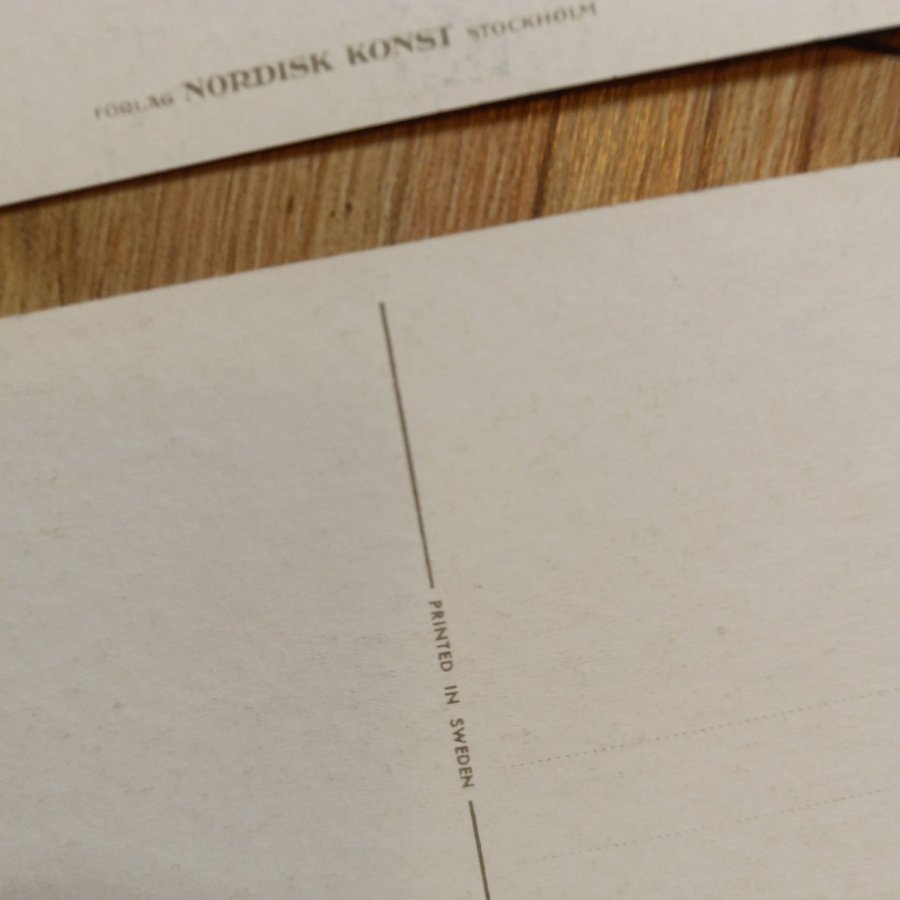 FÖRLAG NORDISK KONST STOCKHOLM
PRINTED IN SWEDEN